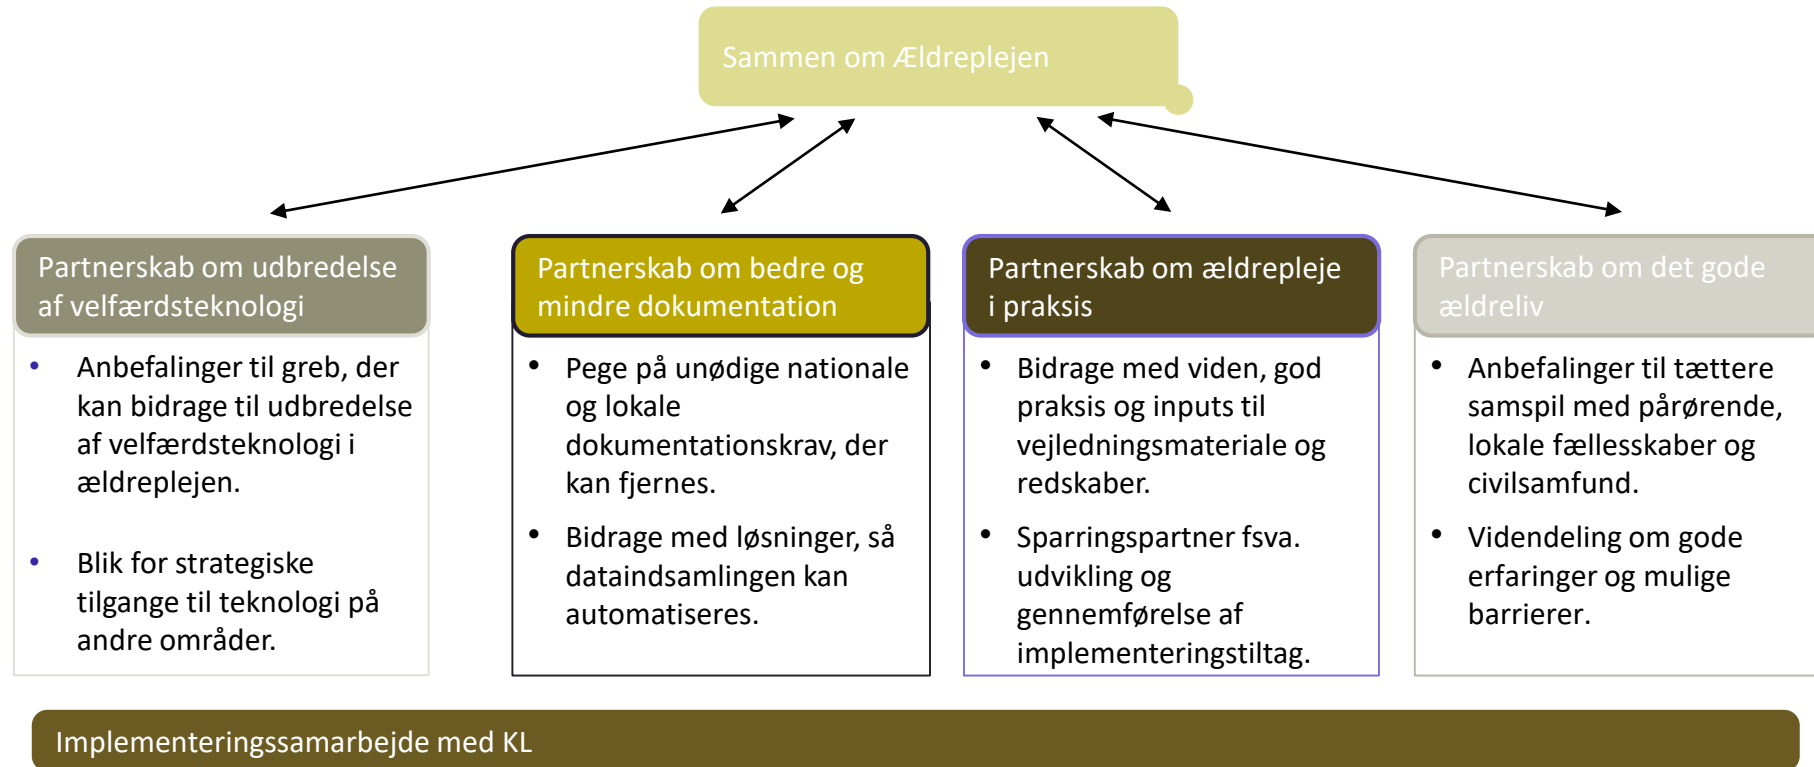 Sammen om Ældreplejen
Partnerskab om udbredelse
af velfærdsteknologi
• Anbefalinger til greb, der
kan bidrage til udbredelse
af velfærdsteknologi i
ældreplejen.
• Blik for strategiske
tilgange til teknologi på
andre områder.
Partnerskab om bedre og
mindre dokumentation
• Pege på unødige nationale
og lokale
dokumentationskrav, der
kan fjernes.
• Bidrage med løsninger, så
dataindsamlingen kan
automatiseres.
Partnerskab om ældrepleje
i praksis
• Bidrage med viden, god
praksis og inputs til
vejledningsmateriale og
redskaber.
• Sparringspartner fsva.
udvikling og
gennemførelse af
implementeringstiltag.
Partnerskab om det gode
ældreliv
• Anbefalinger til tættere
samspil med pårørende,
lokale fællesskaber og
civilsamfund.
• Videndeling om gode
erfaringer og mulige
barrierer.
Implementeringssamarbejde med KL